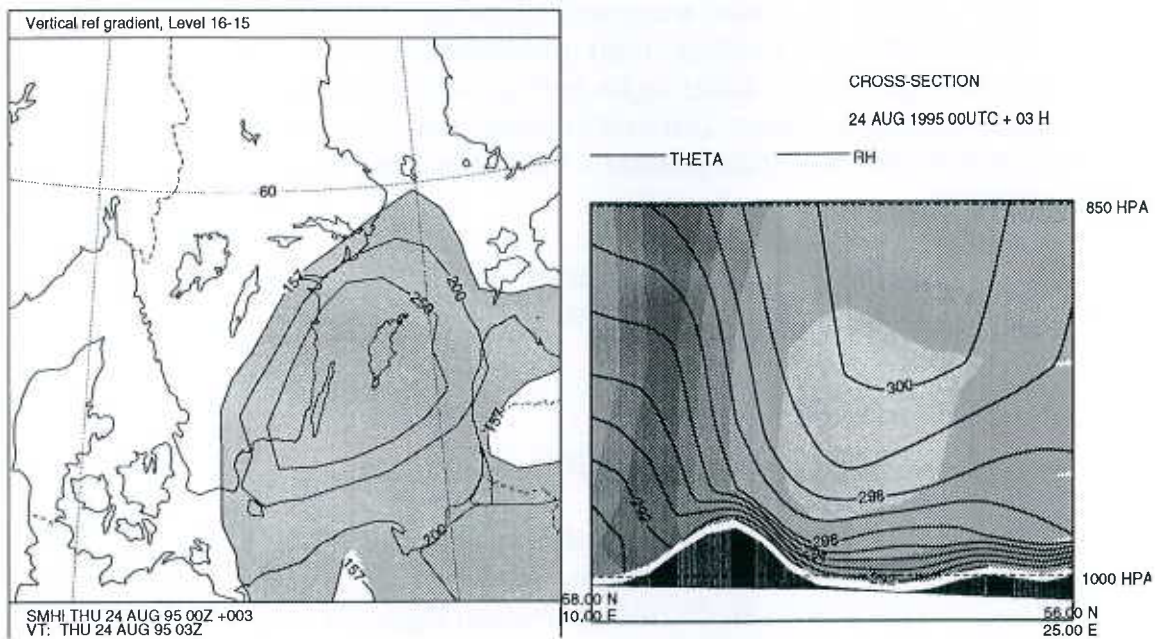 Vertical ref gradient, Level 16-15
60
157
200
250
157
200
157
SMHI THU 24 AUG 95 00Z +003
VT: THU 24 AUG 95 03Z
CROSS-SECTION
24 AUG 1995 00UTC + 03 H
THETA
RH
850 HPA
300
298
292
296
1000 HPA
58.00 N
10.00 E
56.00 N
25.00 E